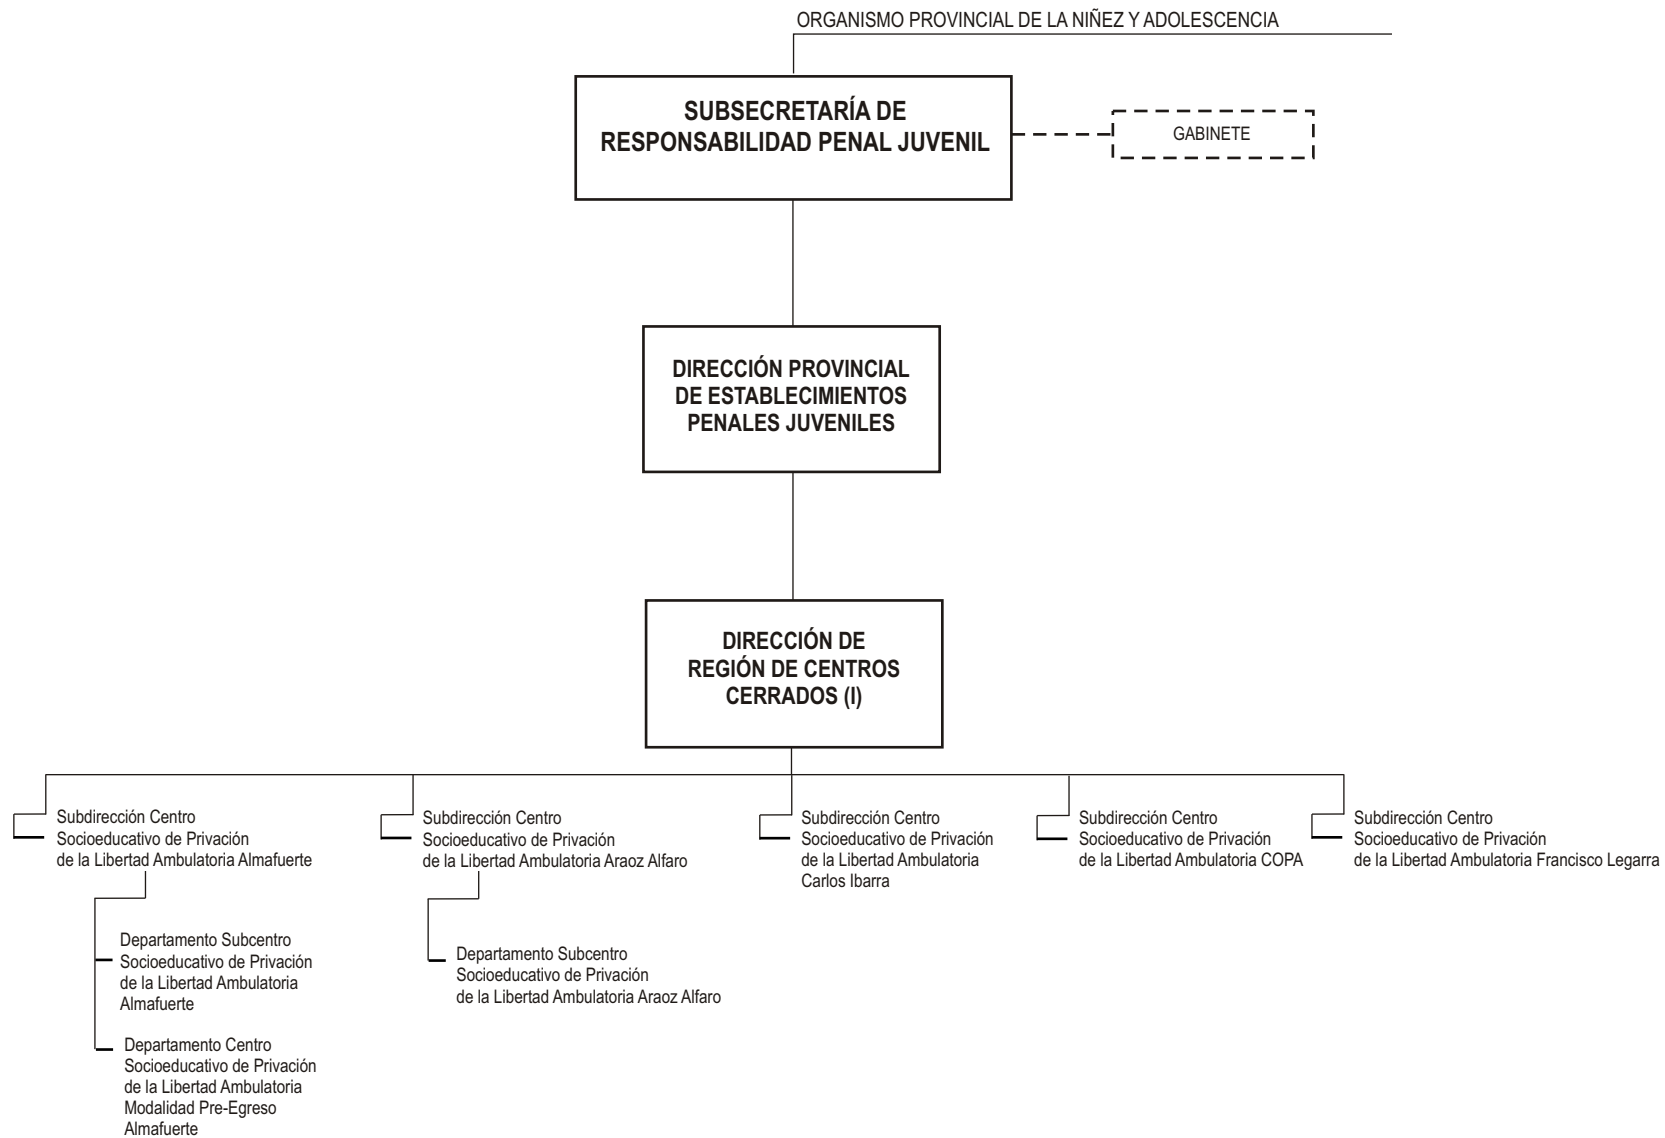 ORGANISMO PROVINCIAL DE LA NIÑEZ Y ADOLESCENCIA
SUBSECRETARÍA DE
RESPONSABILIDAD PENAL JUVENIL
GABINETE
DIRECCIÓN PROVINCIAL
DE ESTABLECIMIENTOS
PENALES JUVENILES
DIRECCIÓN DE
REGIÓN DE CENTROS
CERRADOS (I)
Subdirección Centro
Socioeducativo de Privación
de la Libertad Ambulatoria Almafuerte
Departamento Subcentro
Socioeducativo de Privación
de la Libertad Ambulatoria
Almafuerte
Departamento Centro
Socioeducativo de Privación
de la Libertad Ambulatoria
Modalidad Pre-Egreso
Almafuerte
Subdirección Centro
Socioeducativo de Privación
de la Libertad Ambulatoria Araoz Alfaro
Departamento Subcentro
Socioeducativo de Privación
de la Libertad Ambulatoria Araoz Alfaro
Subdirección Centro
Socioeducativo de Privación
de la Libertad Ambulatoria
Carlos Ibarra
Subdirección Centro
Socioeducativo de Privación
de la Libertad Ambulatoria COPA
Subdirección Centro
Socioeducativo de Privación
de la Libertad Ambulatoria Francisco Legarra